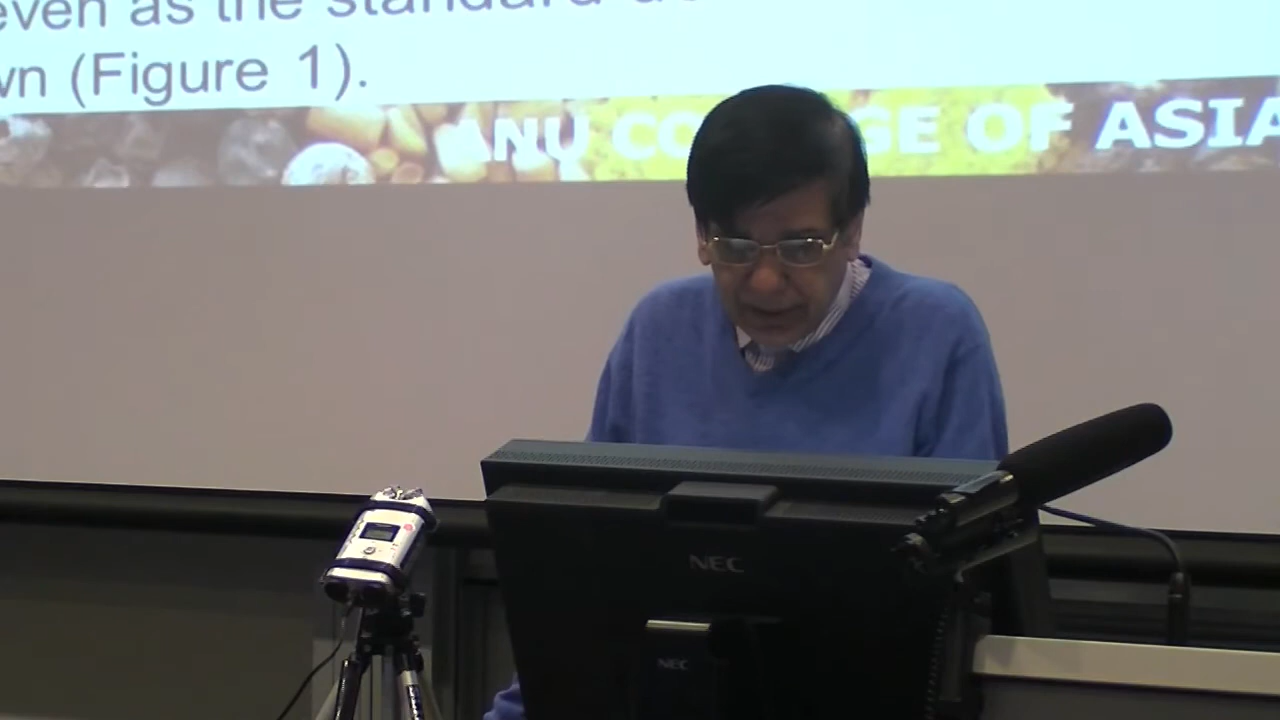 even as the standard
wn (Figure 1).
ANU CO GE OF ASIA
NEC
NEC